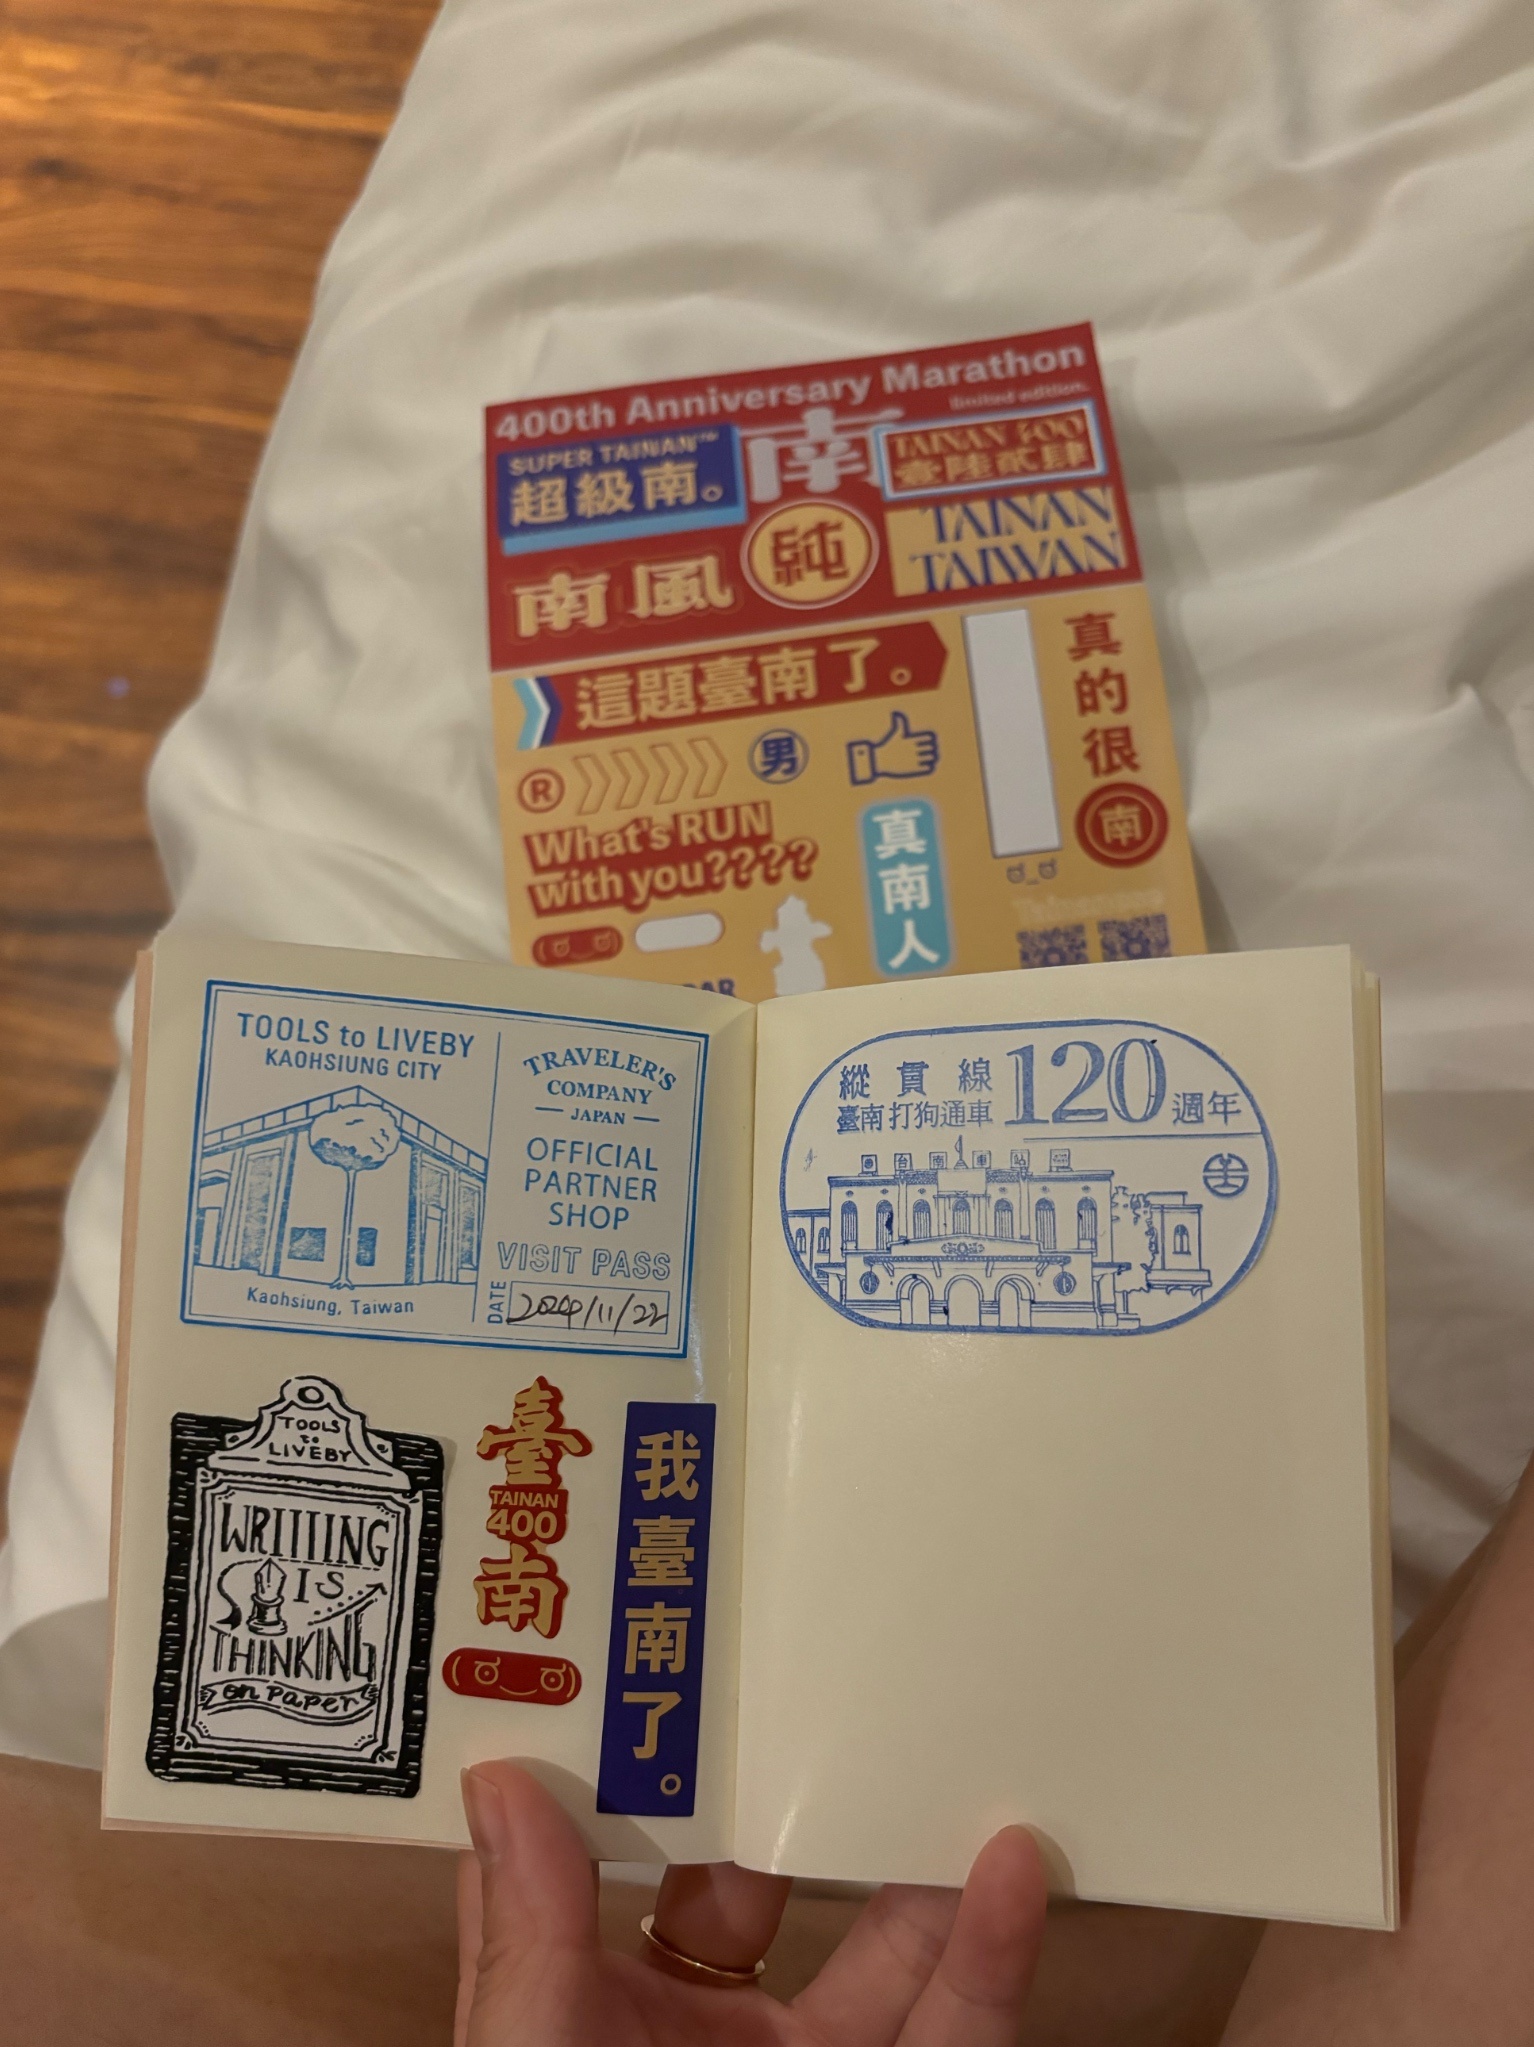 400th Anniversary Marathon
limited edition.
SUPER TAINAN™
超級南。
南
TAINAN 400
壹陸貳肆
南風
純
TAINAN
TAIWAN
這題臺南了。
真的很
南
R
男
What's RUN
with you????
真南人
TOOLS to LIVEBY
KAOHSIUNG CITY
Kaohsiung, Taiwan
TRAVELER'S
COMPANY
JAPAN
OFFICIAL
PARTNER
SHOP
VISIT PASS
DATE
2024/11/22
TOOLS
to
LIVEBY
WRITING
IS
THINKING
on paper
臺
TAINAN
400
南
我臺南了。
縱貫線
臺南打狗通車
120
週年
台南車站